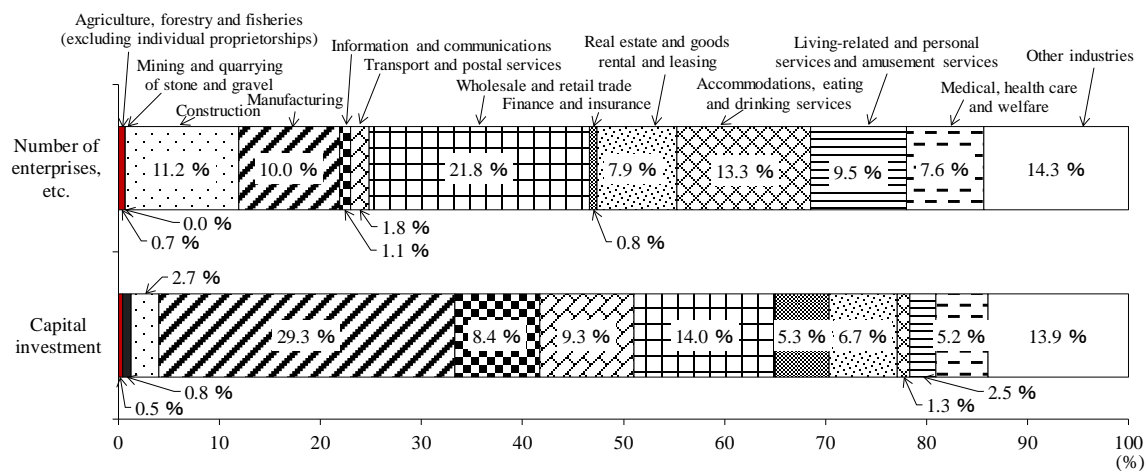 Agriculture, forestry and fisheries
(excluding individual proprietorships)
Mining and quarrying
of stone and gravel
Construction
Manufacturing
Information and communications
Transport and postal services
Wholesale and retail trade
Finance and insurance
Real estate and goods
rental and leasing
Accommodations, eating
and drinking services
Living-related and personal
services and amusement services
Medical, health care
and welfare
Other industries
Number of
enterprises,
etc.
11.2 %
10.0 %
21.8 %
7.9 %
13.3 %
9.5 %
7.6 %
14.3 %
0.0 %
0.7 %
1.8 %
1.1 %
0.8 %
2.7 %
Capital
investment
29.3 %
8.4 %
9.3 %
14.0 %
5.3 %
6.7 %
5.2 %
13.9 %
0.8 %
0.5 %
2.5 %
1.3 %
0 10 20 30 40 50 60 70 80 90 100
(%)